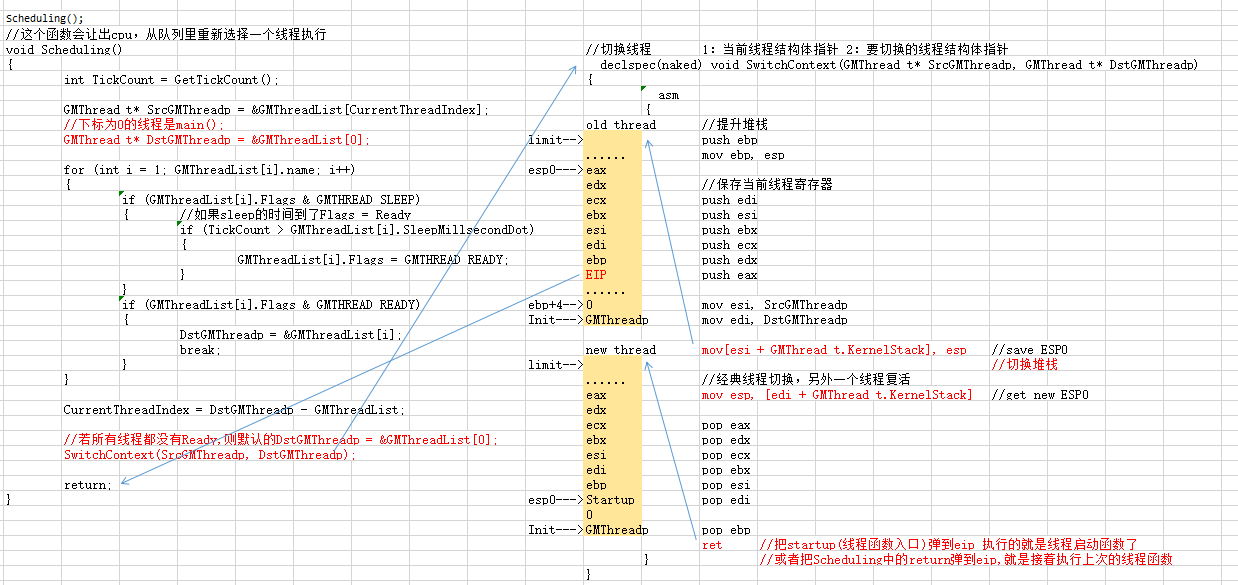 Scheduling();
//这个函数会让出cpu，从队列里重新选择一个线程执行
void Scheduling()
{
int TickCount = GetTickCount();
GMThread t* SrcGMThreadp = &GMThreadList[CurrentThreadIndex];
//下标为0的线程是main();
GMThread t* DstGMThreadp = &GMThreadList[0];
for (int i = 1; GMThreadList[i].name; i++)
{
if (GMThreadList[i].Flags & GMTHREAD SLEEP)
{ //如果sleep的时间到了Flags = Ready
if (TickCount > GMThreadList[i].SleepMillsecondDot)
{
GMThreadList[i].Flags = GMTHREAD READY;
}
}
if (GMThreadList[i].Flags & GMTHREAD READY)
{
DstGMThreadp = &GMThreadList[i];
break;
}
}
CurrentThreadIndex = DstGMThreadp - GMThreadList;
//若所有线程都没有Ready,则默认的DstGMThreadp = &GMThreadList[0];
SwitchContext(SrcGMThreadp, DstGMThreadp);
return;
}
//切换线程 1: 当前线程结构体指针 2: 要切换的线程结构体指针
declspec(naked) void SwitchContext(GMThread t* SrcGMThreadp, GMThread t* DstGMThreadp)
{
asm
{
old thread
limit-->
......
esp0--->eax
edx
ecx
ebx
esi
edi
ebp
EIP
......
ebp+4-->0
Init--->GMThreadp
new thread
limit-->
......
eax
edx
ecx
ebx
esi
edi
ebp
esp0--->Startup
0
Init--->GMThreadp
//提升堆栈
push ebp
mov ebp, esp
//保存当前线程寄存器
push edi
push esi
push ebx
push ecx
push edx
push eax
mov esi, SrcGMThreadp
mov edi, DstGMThreadp
mov[esi + GMThread t.KernelStack], esp //save ESP0
//切换堆栈
//经典线程切换，另外一个线程复活
mov esp, [edi + GMThread t.KernelStack] //get new ESP0
pop eax
pop edx
pop ecx
pop ebx
pop esi
pop edi
pop ebp
ret //把startup(线程函数入口)弹到eip 执行的就是线程启动函数了
} //或者把Scheduling中的return弹到eip,就是接着执行上次的线程函数
}